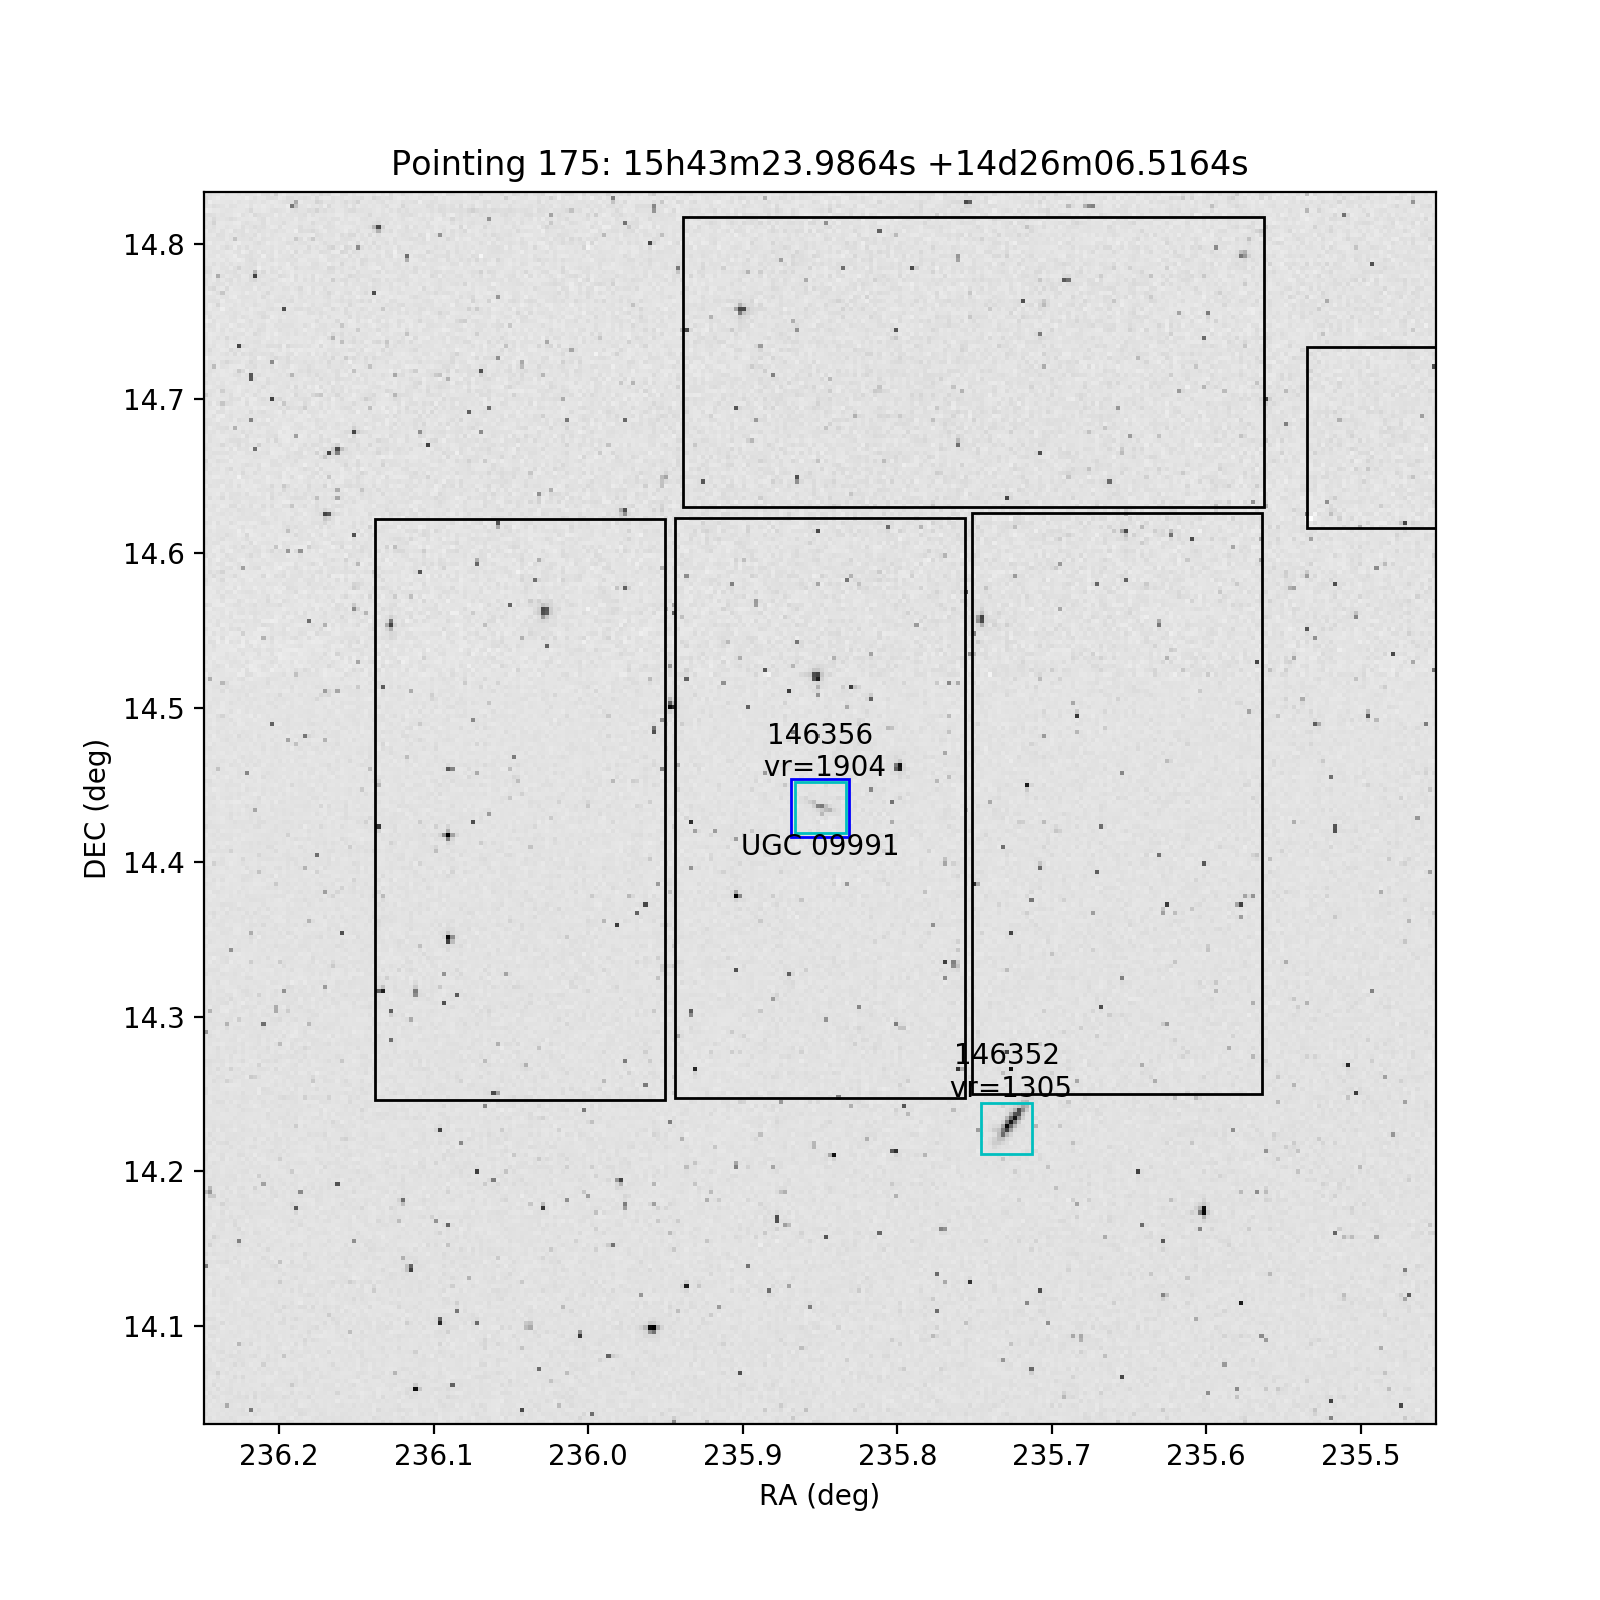 Pointing 175: 15h43m23.9864s +14d26m06.5164s
14.8
14.7
14.6
14.5
14.4
14.3
14.2
14.1
DEC (deg)
146356
vr=1904
UGC 09991
146352
vr=1305
236.2 236.1 236.0 235.9 235.8 235.7 235.6 235.5
RA (deg)